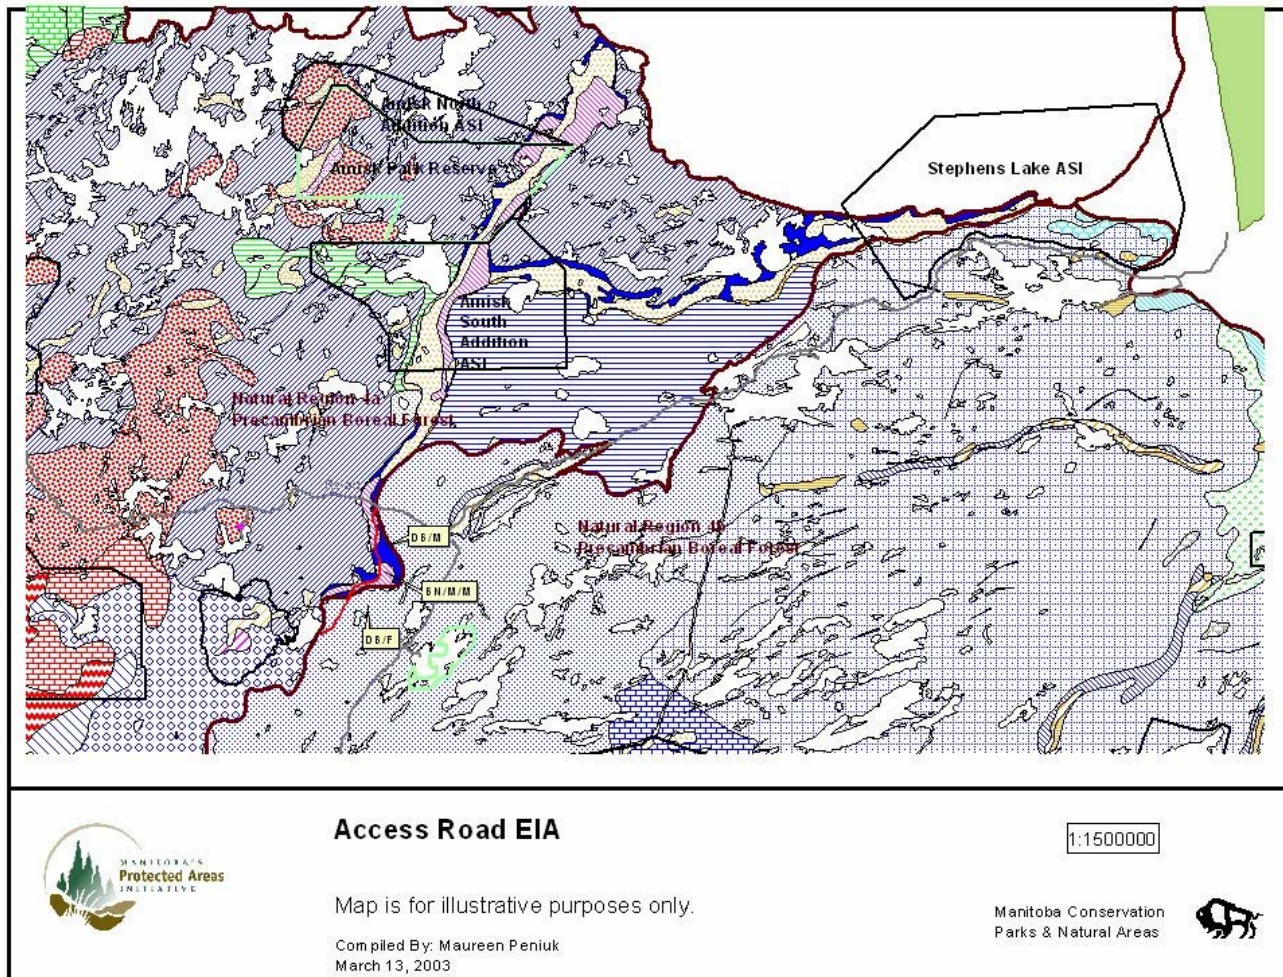 Amisk North
Addition ASI
Amisk Park Reserve
Stephens Lake ASI
Amisk
South
Addition
ASI
Natural Region 4a
Precambrian Boreal Forest
Natural Region 4b
Precambrian Boreal Forest
DB/M
BN/M/M
DB/F
MANITOBA'S
Protected Areas
INITIATIVE
Access Road EIA
Map is for illustrative purposes only.
Compiled By: Maureen Peniuk
March 13, 2003
1:1500000
Manitoba Conservation
Parks & Natural Areas